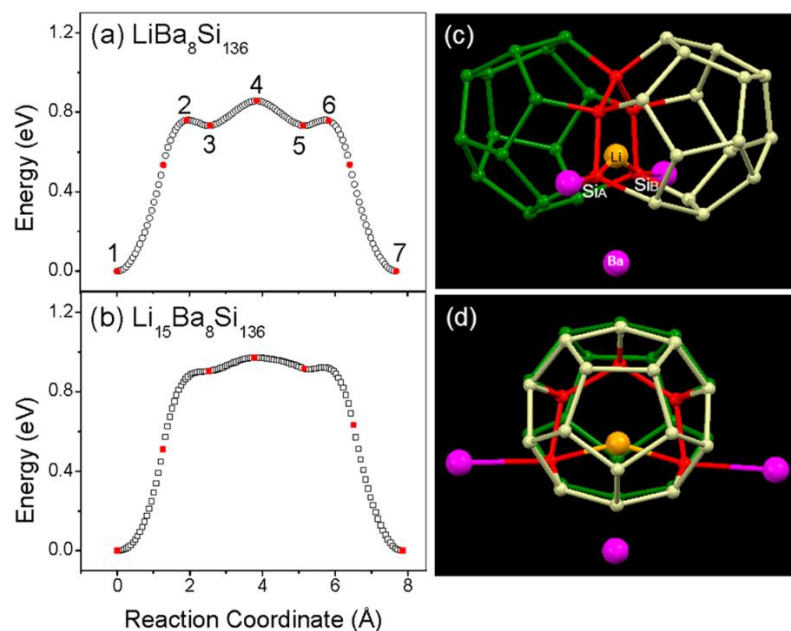 (a) LiBa₈Si₁₃₆
Energy (eV)
1.2
0.8
0.4
0.0
1
2
3
4
5
6
7
(b) Li₁₅Ba₈Si₁₃₆
Energy (eV)
1.2
0.8
0.4
0.0
0 2 4 6 8
Reaction Coordinate (Å)
(c)
Li
SiA SiB
Ba
(d)